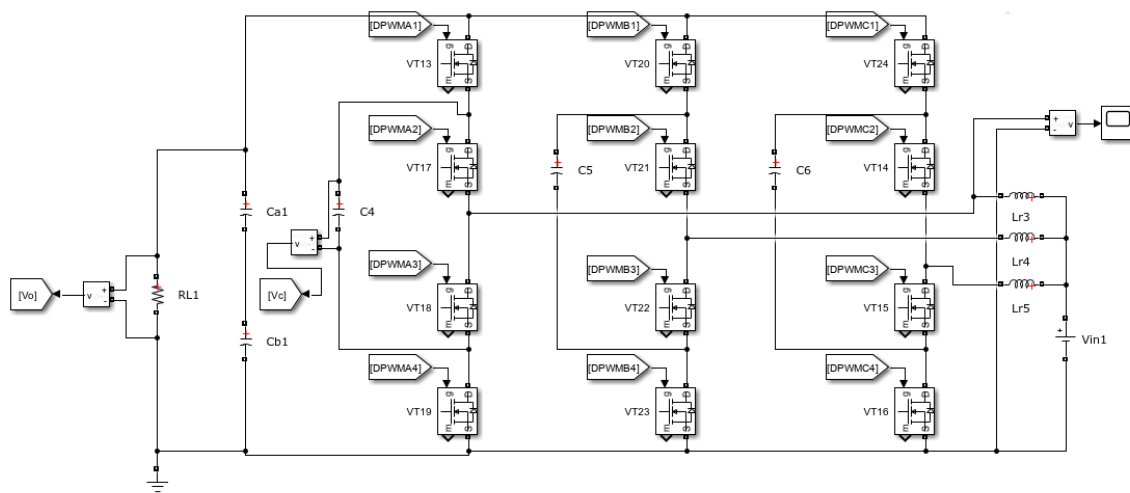 [DPWMA1]
[DPWMB1]
[DPWMC1]
g
D
m
S
VT13
g
D
m
S
VT20
g
D
m
S
VT24
[DPWMA2]
[DPWMB2]
[DPWMC2]
g
D
m
S
VT17
g
D
m
S
VT21
g
D
m
S
VT14
+
-
v
C5
C6
Ca1
C4
+
-
v
Lr3
Lr4
Lr5
[DPWMA3]
[DPWMB3]
[DPWMC3]
g
D
m
S
VT18
g
D
m
S
VT22
g
D
m
S
VT15
[Vo]
v
+
-
RL1
[Vc]
Cb1
+
Vin1
[DPWMA4]
[DPWMB4]
[DPWMC4]
g
D
m
S
VT19
g
D
m
S
VT23
g
D
m
S
VT16